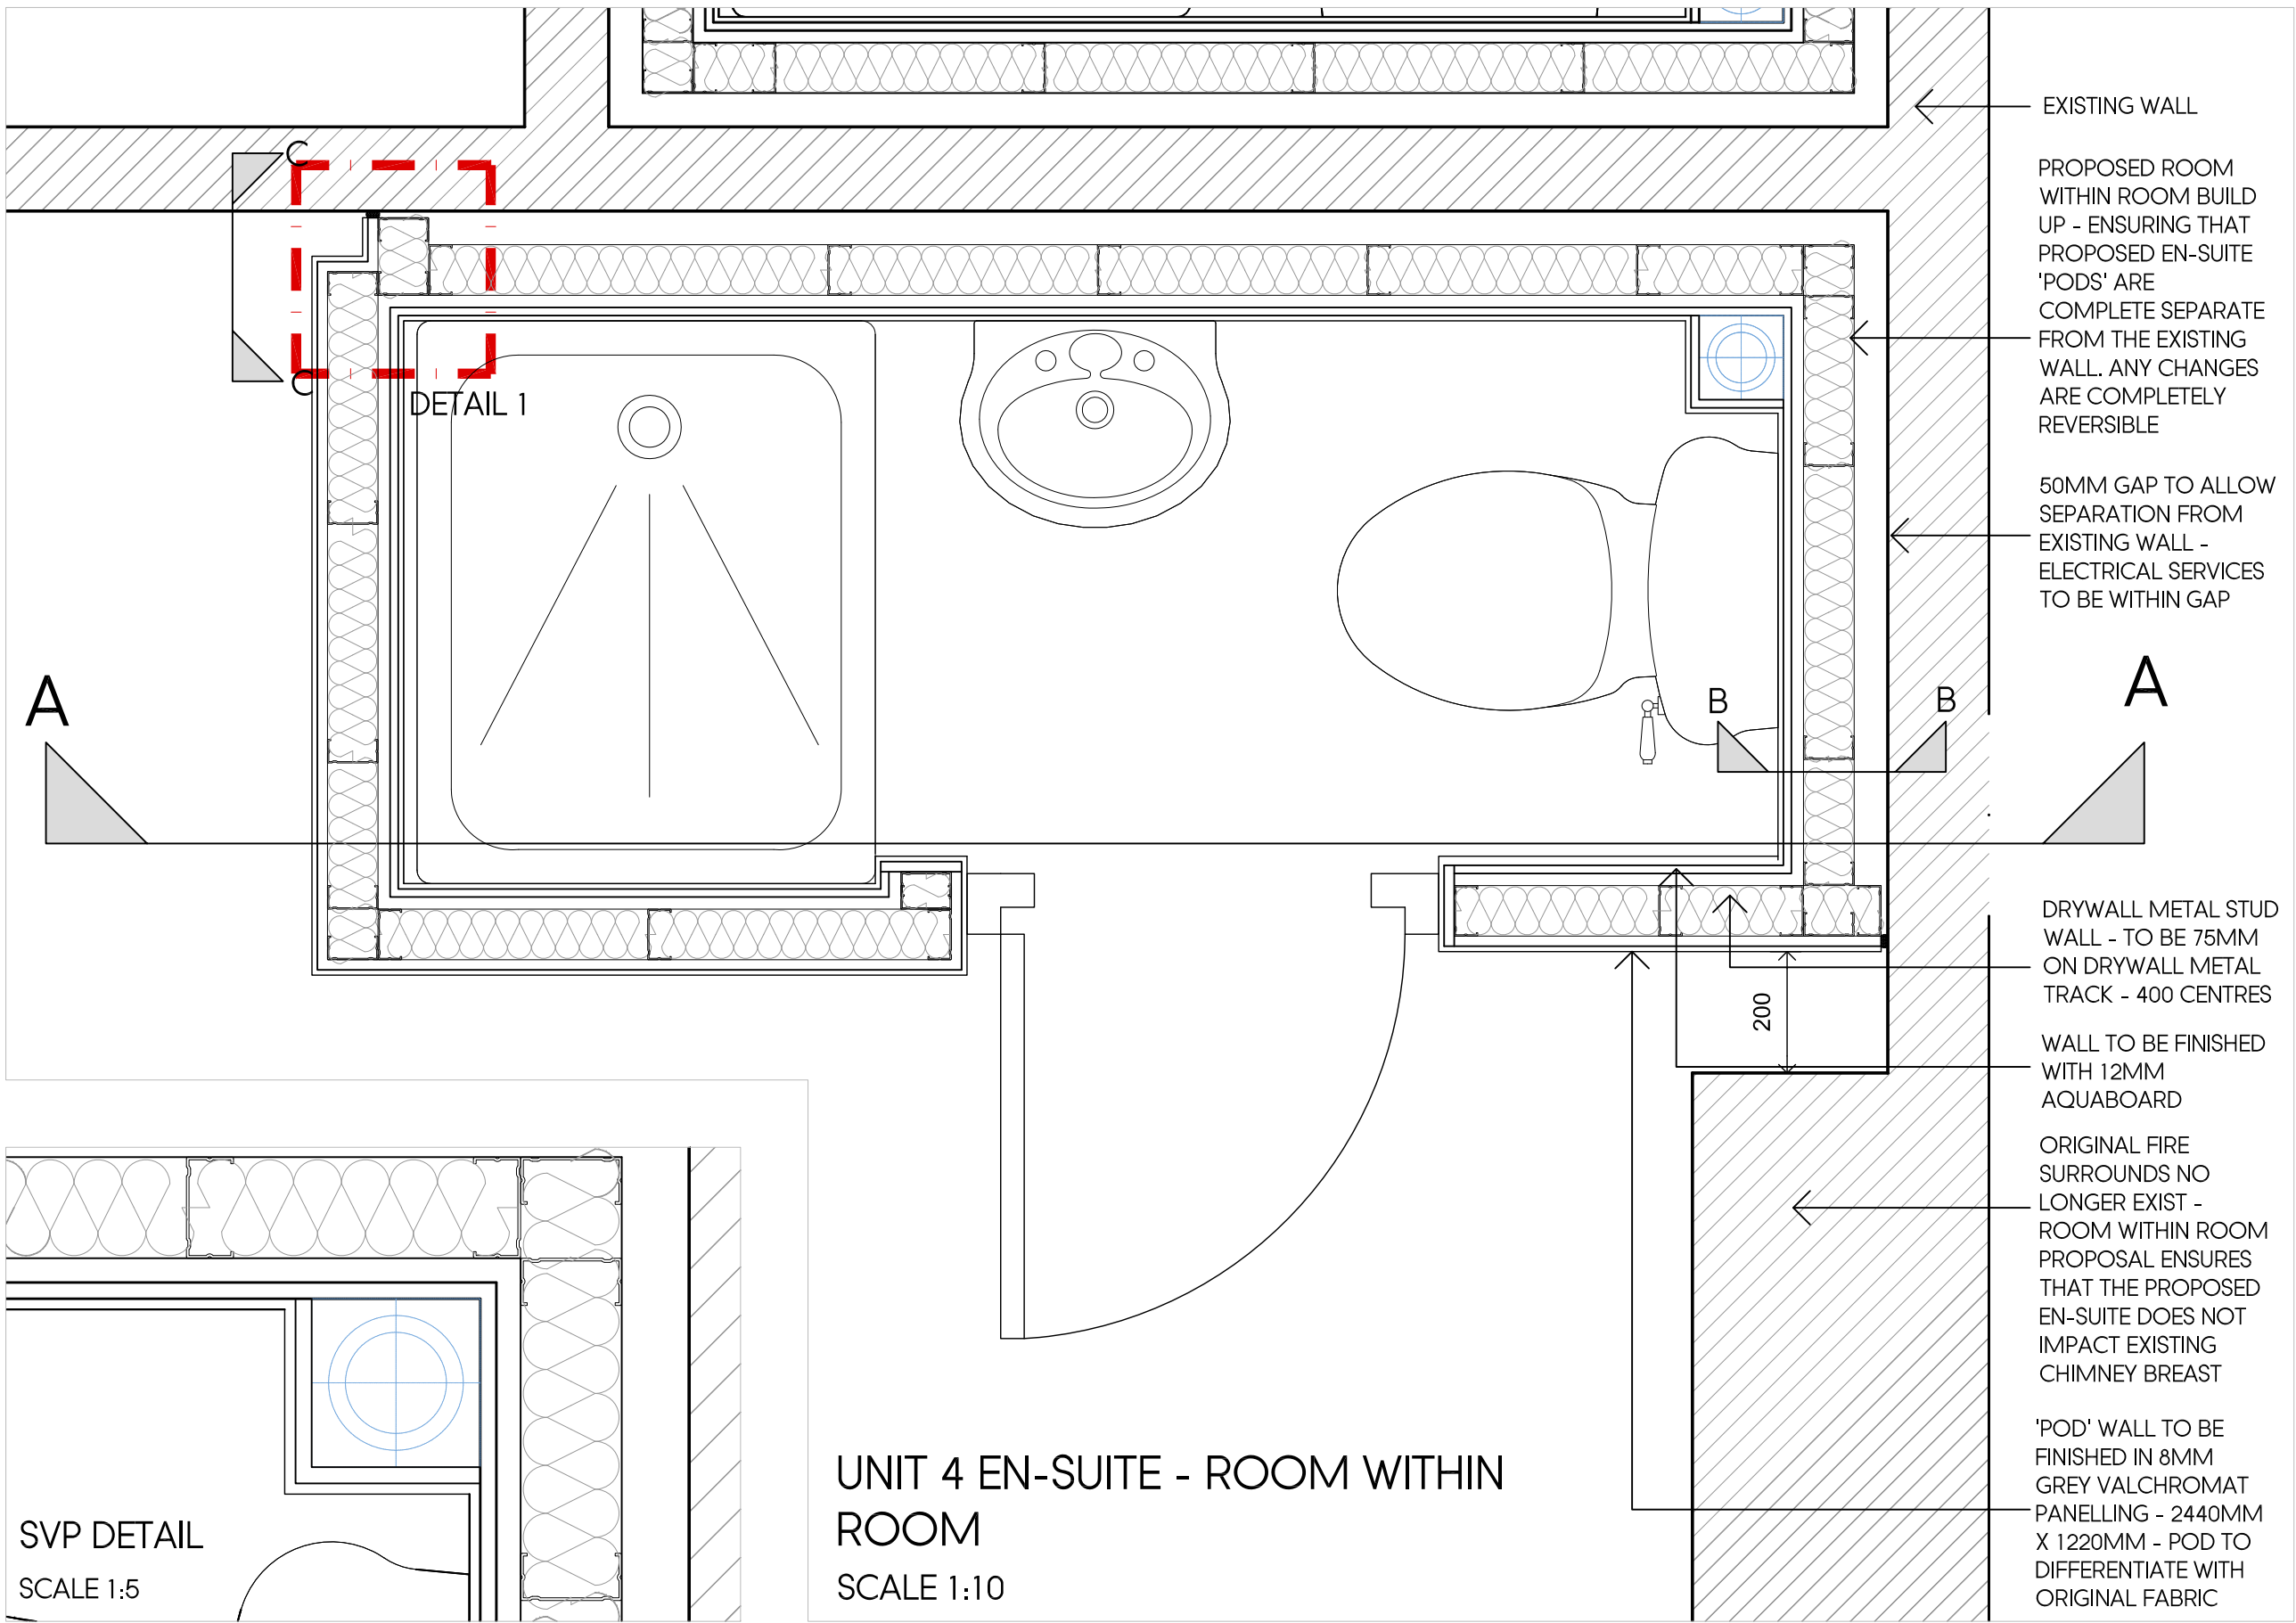 EXISTING WALL
PROPOSED ROOM
WITHIN ROOM BUILD
UP - ENSURING THAT
PROPOSED EN-SUITE
'PODS' ARE
COMPLETE SEPARATE
FROM THE EXISTING
WALL. ANY CHANGES
ARE COMPLETELY
REVERSIBLE
50MM GAP TO ALLOW
SEPARATION FROM
EXISTING WALL -
ELECTRICAL SERVICES
TO BE WITHIN GAP
C
C
DETAIL 1
A
B
B
A
DRYWALL METAL STUD
WALL - TO BE 75MM
ON DRYWALL METAL
TRACK - 400 CENTRES
200
WALL TO BE FINISHED
WITH 12MM
AQUABOARD
ORIGINAL FIRE
SURROUNDS NO
LONGER EXIST -
ROOM WITHIN ROOM
PROPOSAL ENSURES
THAT THE PROPOSED
EN-SUITE DOES NOT
IMPACT EXISTING
CHIMNEY BREAST
'POD' WALL TO BE
FINISHED IN 8MM
GREY VALCHROMAT
PANELLING - 2440MM
X 1220MM - POD TO
DIFFERENTIATE WITH
ORIGINAL FABRIC
SVP DETAIL
SCALE 1:5
UNIT 4 EN-SUITE - ROOM WITHIN
ROOM
SCALE 1:10